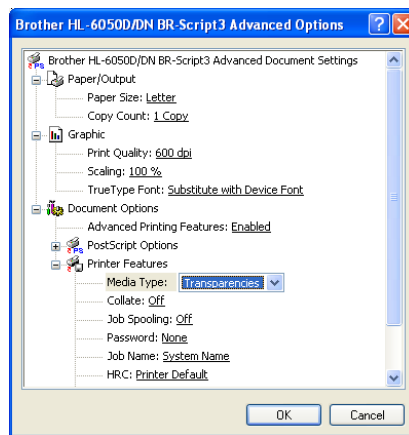 Brother HL-6050D/DN BR-Script3 Advanced Options
Brother HL-6050D/DN BR-Script3 Advanced Document Settings
Paper/Output
Paper Size: Letter
Copy Count: 1 Copy
Graphic
Print Quality: 600 dpi
Scaling: 100 %
TrueType Font: Substitute with Device Font
Document Options
Advanced Printing Features: Enabled
PostScript Options
Printer Features
Media Type: Transparencies
Collate: Off
Job Spooling: Off
Password: None
Job Name: System Name
HRC: Printer Default
OK Cancel